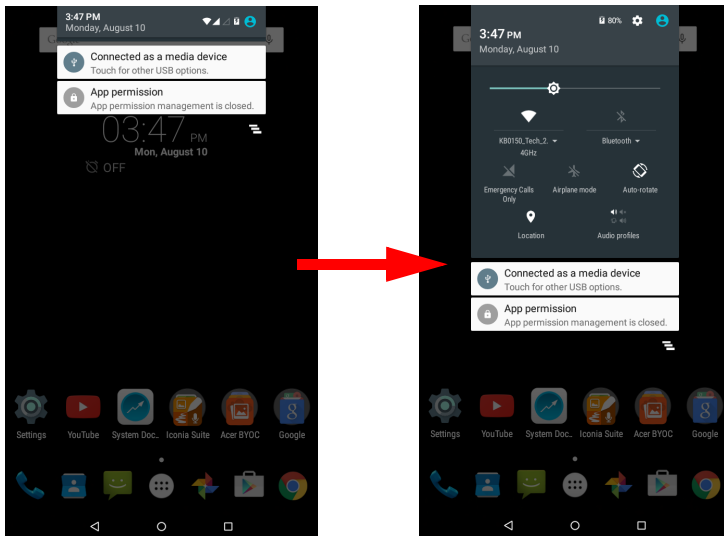 3:47 PM
Monday, August 10
Connected as a media device
Touch for other USB options.
App permission
App permission management is closed.
03:47 PM
Mon, August 10
OFF
Settings
YouTube
System Doc..
Iconia Suite
Acer BYOC
Google
80%
3:47 PM
Monday, August 10
KB0150_Tech_2.
4GHz
Bluetooth
Emergency Calls
Only
Airplane mode
Auto-rotate
Location
Audio profiles
Connected as a media device
Touch for other USB options.
App permission
App permission management is closed.
Settings
YouTube
System Doc..
Iconia Suite
Acer BYOC
Google